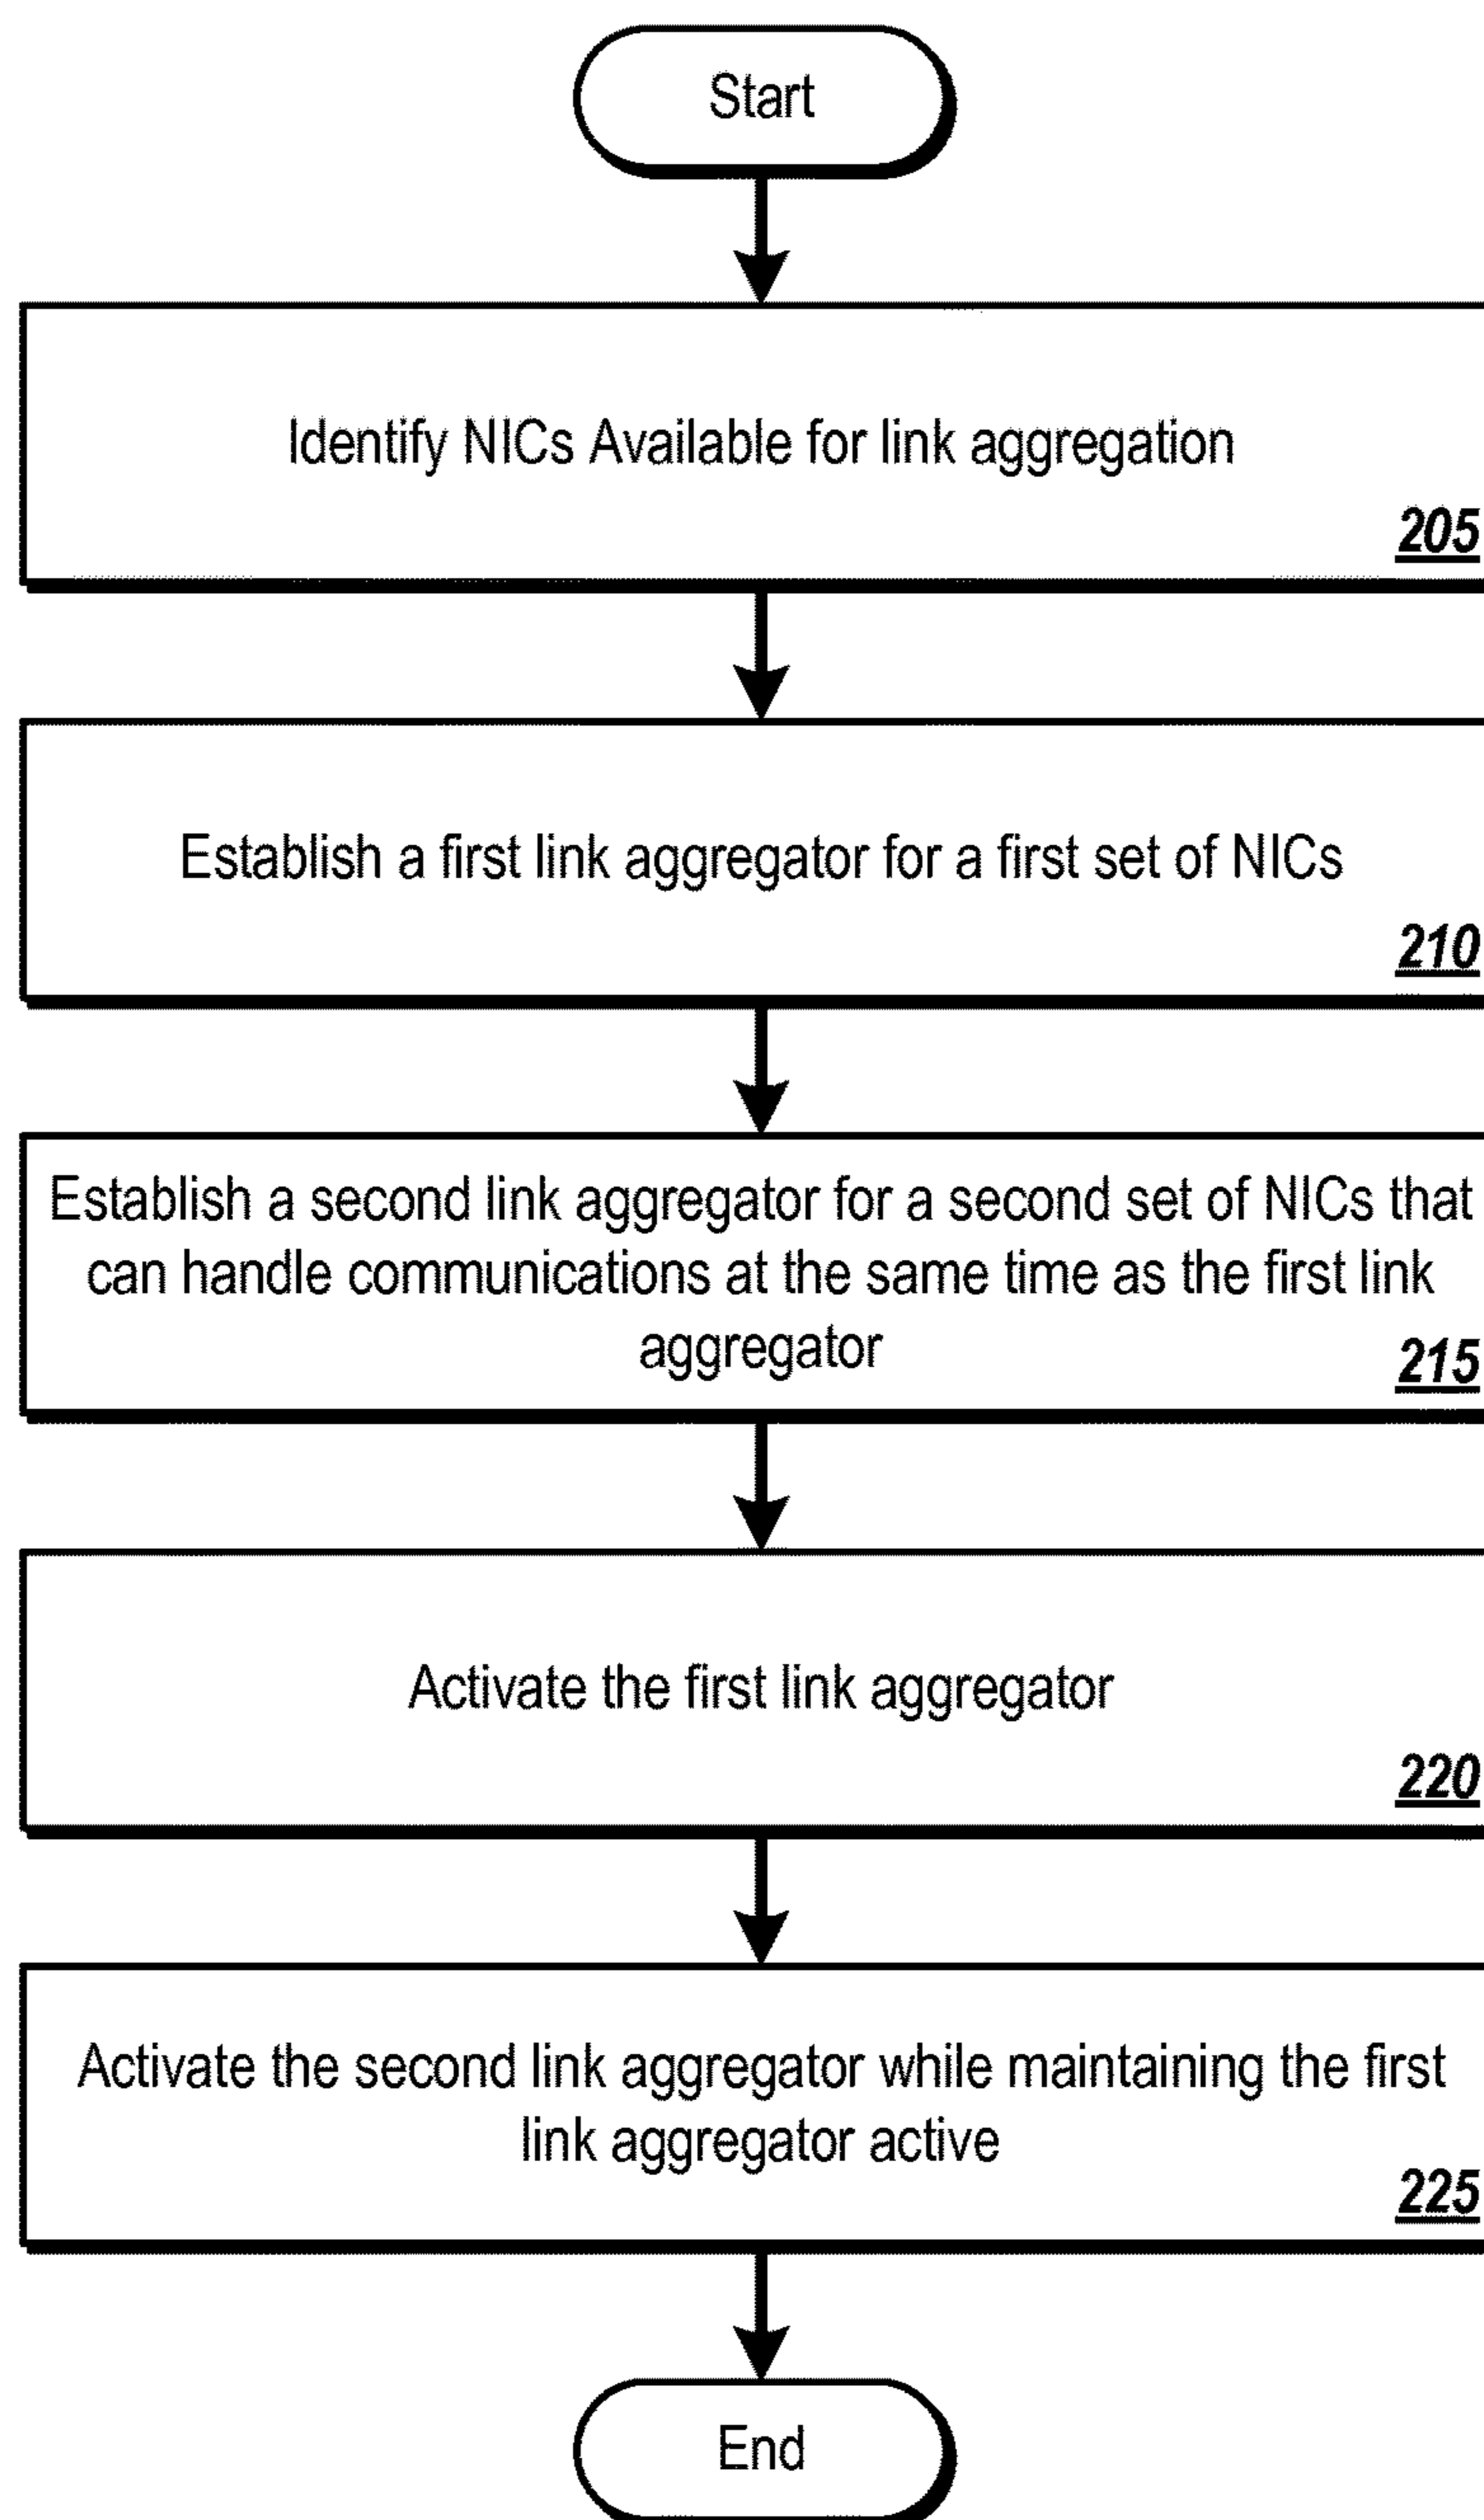 Start
Identify NICs Available for link aggregation
205
Establish a first link aggregator for a first set of NICs
210
Establish a second link aggregator for a second set of NICs that
can handle communications at the same time as the first link
aggregator
215
Activate the first link aggregator
220
Activate the second link aggregator while maintaining the first
link aggregator active
225
End